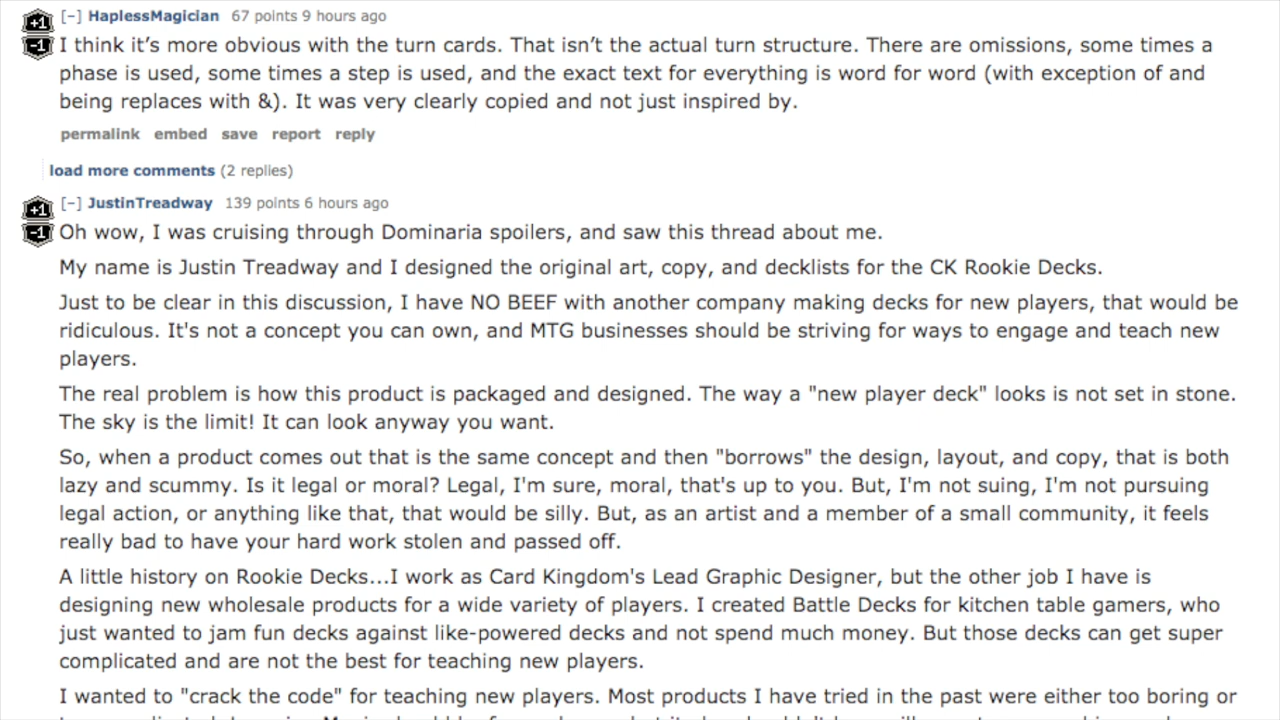 +1 [–] HaplessMagician 67 points 9 hours ago
-1 I think it’s more obvious with the turn cards. That isn’t the actual turn structure. There are omissions, some times a
phase is used, some times a step is used, and the exact text for everything is word for word (with exception of and
being replaces with &). It was very clearly copied and not just inspired by.
permalink embed save report reply
load more comments (2 replies)
+1 [–] JustinTreadway 139 points 6 hours ago
-1 Oh wow, I was cruising through Dominaria spoilers, and saw this thread about me.
My name is Justin Treadway and I designed the original art, copy, and decklists for the CK Rookie Decks.
Just to be clear in this discussion, I have NO BEEF with another company making decks for new players, that would be
ridiculous. It's not a concept you can own, and MTG businesses should be striving for ways to engage and teach new
players.
The real problem is how this product is packaged and designed. The way a "new player deck" looks is not set in stone.
The sky is the limit! It can look anyway you want.
So, when a product comes out that is the same concept and then "borrows" the design, layout, and copy, that is both
lazy and scummy. Is it legal or moral? Legal, I'm sure, moral, that's up to you. But, I'm not suing, I'm not pursuing
legal action, or anything like that, that would be silly. But, as an artist and a member of a small community, it feels
really bad to have your hard work stolen and passed off.
A little history on Rookie Decks...I work as Card Kingdom's Lead Graphic Designer, but the other job I have is
designing new wholesale products for a wide variety of players. I created Battle Decks for kitchen table gamers, who
just wanted to jam fun decks against like-powered decks and not spend much money. But those decks can get super
complicated and are not the best for teaching new players.
I wanted to "crack the code" for teaching new players. Most products I have tried in the past were either too boring or